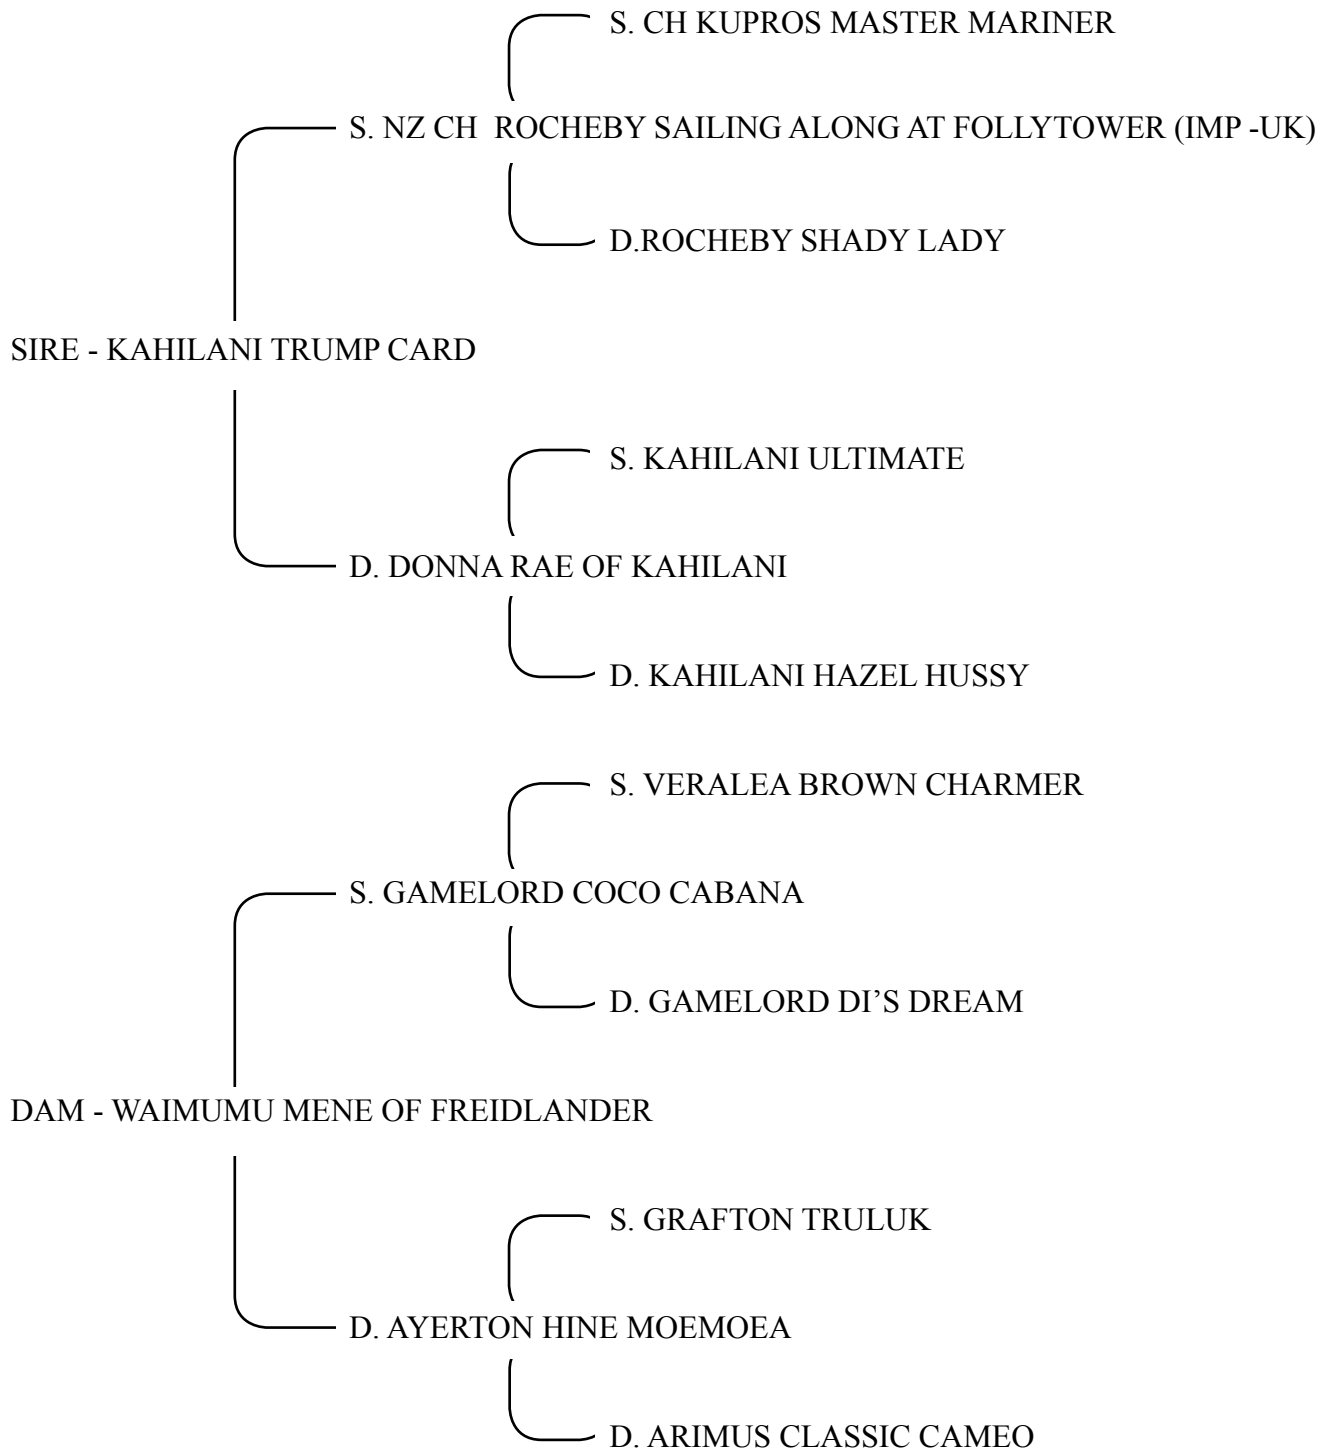 S. CH KUPROS MASTER MARINER
S. NZ CH  ROCHEBY SAILING ALONG AT FOLLYTOWER (IMP -UK)
D.ROCHEBY SHADY LADY
SIRE - KAHILANI TRUMP CARD
S. KAHILANI ULTIMATE
D. DONNA RAE OF KAHILANI
D. KAHILANI HAZEL HUSSY
S. VERALEA BROWN CHARMER
S. GAMELORD COCO CABANA
D. GAMELORD DI’S DREAM
DAM - WAIMUMU MENE OF FREIDLANDER
S. GRAFTON TRULUK
D. AYERTON HINE MOEMOEA
D. ARIMUS CLASSIC CAMEO